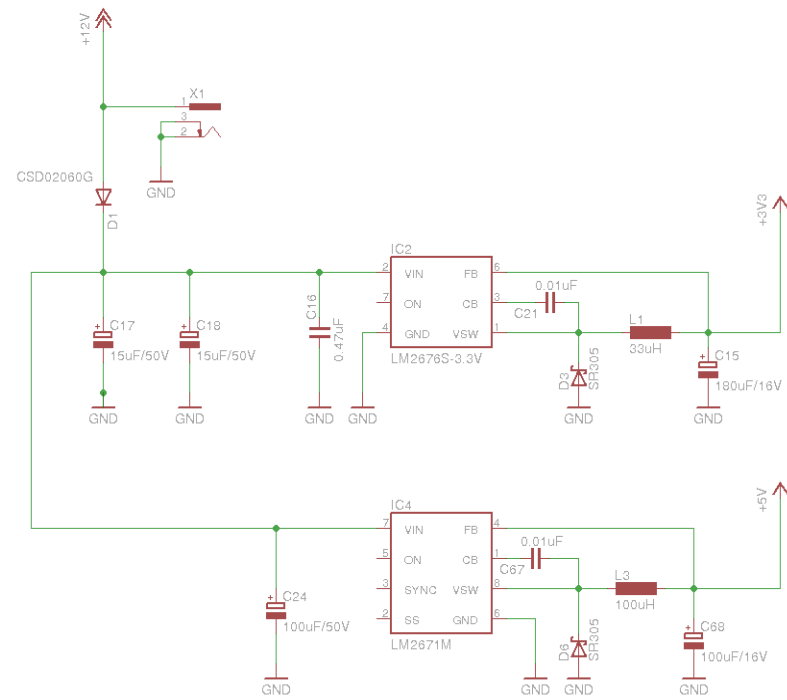 +12V
X1
1
3
2
GND
CSD02060G
D1
+3V3
IC2
2 VIN FB 6
7 ON CB 3
4 GND VSW 1
LM2676S-3.3V
0.01uF
C21
L1
33uH
C17
15uF/50V
C18
15uF/50V
C16
0.47uF
D3
SR305
C15
180uF/16V
GND
GND
GND
GND
GND
GND
+5V
IC4
7 VIN FB 4
5 ON CB 1
3 SYNC VSW 8
2 SS GND 6
LM2671M
0.01uF
C67
L3
100uH
C24
100uF/50V
D6
SR305
C68
100uF/16V
GND
GND
GND
GND